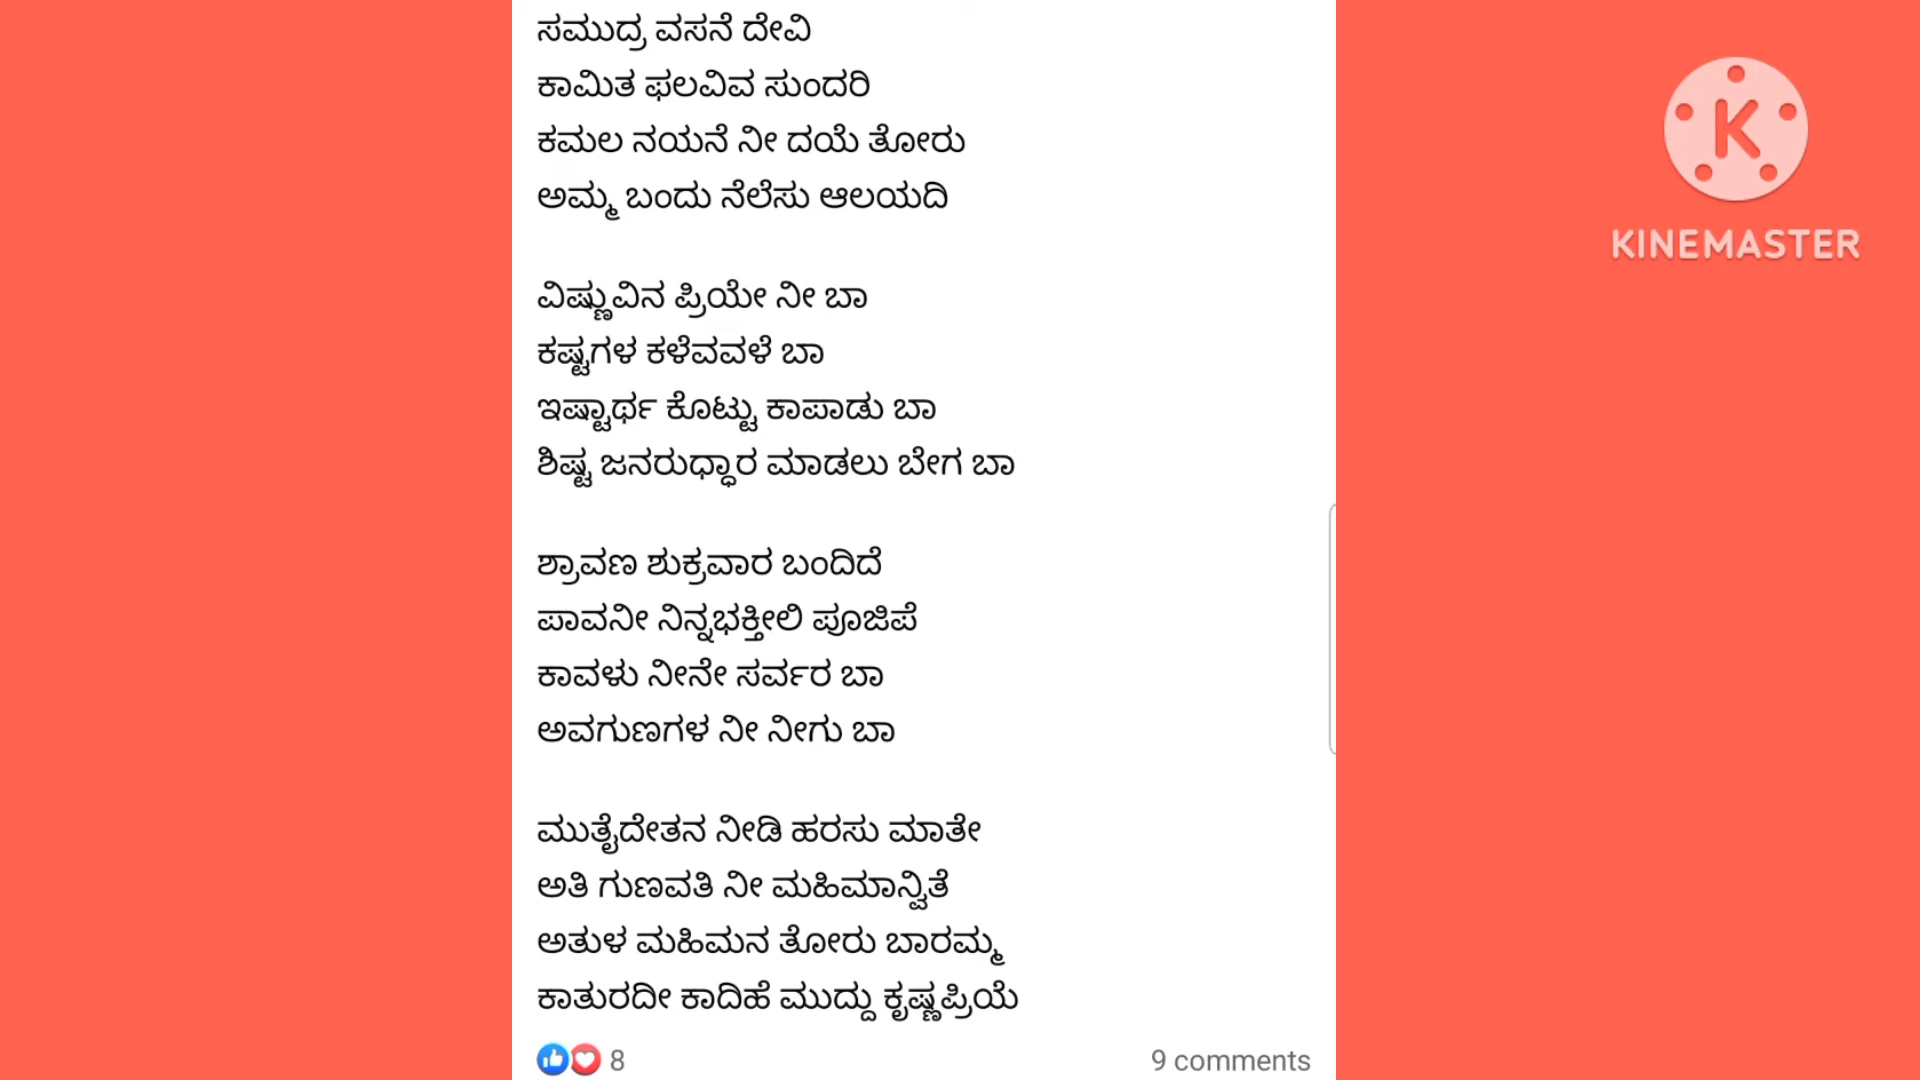 ಸಮುದ್ರ ವಸನೆ ದೇವಿ
ಕಾಮಿತ ಫಲವಿವ ಸುಂದರಿ
ಕಮಲ ನಯನೆ ನೀ ದಯೆ ತೋರು
ಅಮ್ಮ ಬಂದು ನೆಲೆಸು ಆಲಯದಿ
ವಿಷ್ಣುವಿನ ಪ್ರಿಯೇ ನೀ ಬಾ
ಕಷ್ಟಗಳ ಕಳೆವವಳೆ ಬಾ
ಇಷ್ಟಾರ್ಥ ಕೊಟ್ಟು ಕಾಪಾಡು ಬಾ
ಶಿಷ್ಟ ಜನರುಧ್ಧಾರ ಮಾಡಲು ಬೇಗ ಬಾ
ಶ್ರಾವಣ ಶುಕ್ರವಾರ ಬಂದಿದೆ
ಪಾವನೀ ನಿನ್ನಭಕ್ತೀಲಿ ಪೂಜಿಪೆ
ಕಾವಳು ನೀನೇ ಸರ್ವರ ಬಾ
ಅವಗುಣಗಳ ನೀ ನೀಗು ಬಾ
ಮುತೈದೇತನ ನೀಡಿ ಹರಸು ಮಾತೇ
ಅತಿ ಗುಣವತಿ ನೀ ಮಹಿಮಾನ್ವಿತೆ
ಅತುಳ ಮಹಿಮನ ತೋರು ಬಾರಮ್ಮ
ಕಾತುರದೀ ಕಾದಿಹೆ ಮುದ್ದು ಕೃಷ್ಣಪ್ರಿಯೆ
8
9 comments
K
KINEMASTER